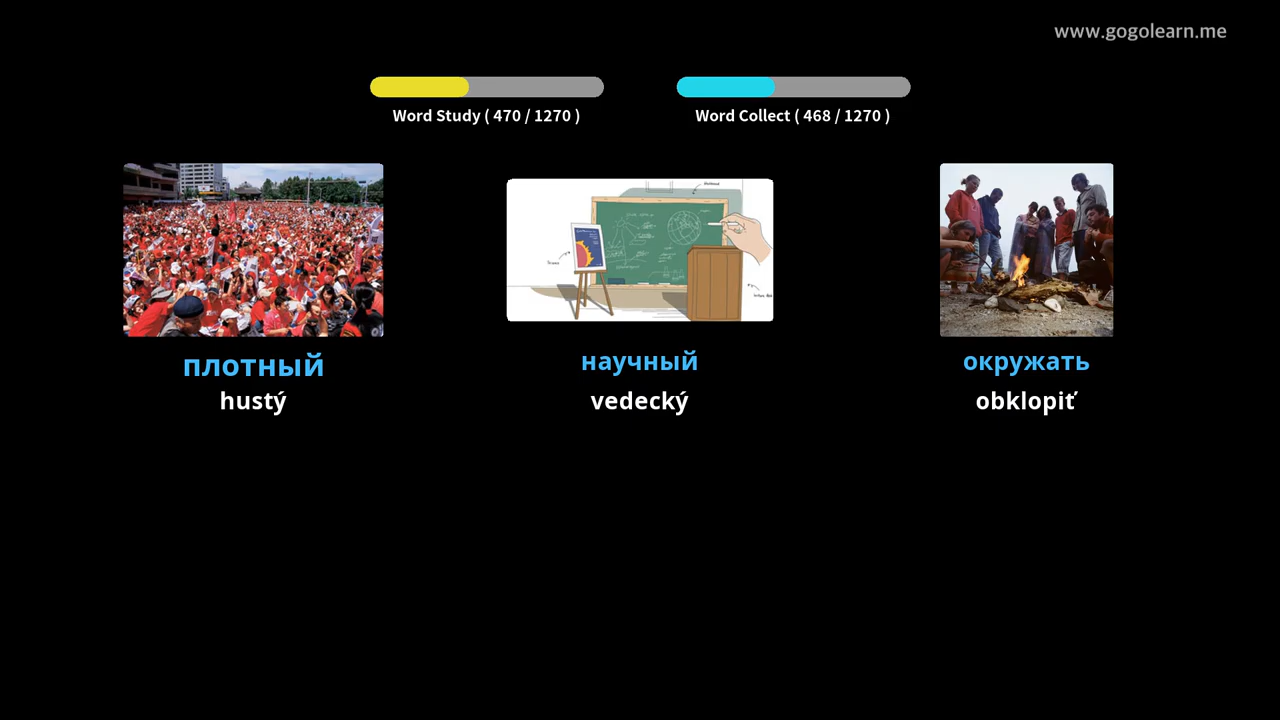 www.gogolearn.me
Word Study ( 470 / 1270 )
Word Collect ( 468 / 1270 )
плотный
научный
окружать
hustý
vedecký
obklopiť